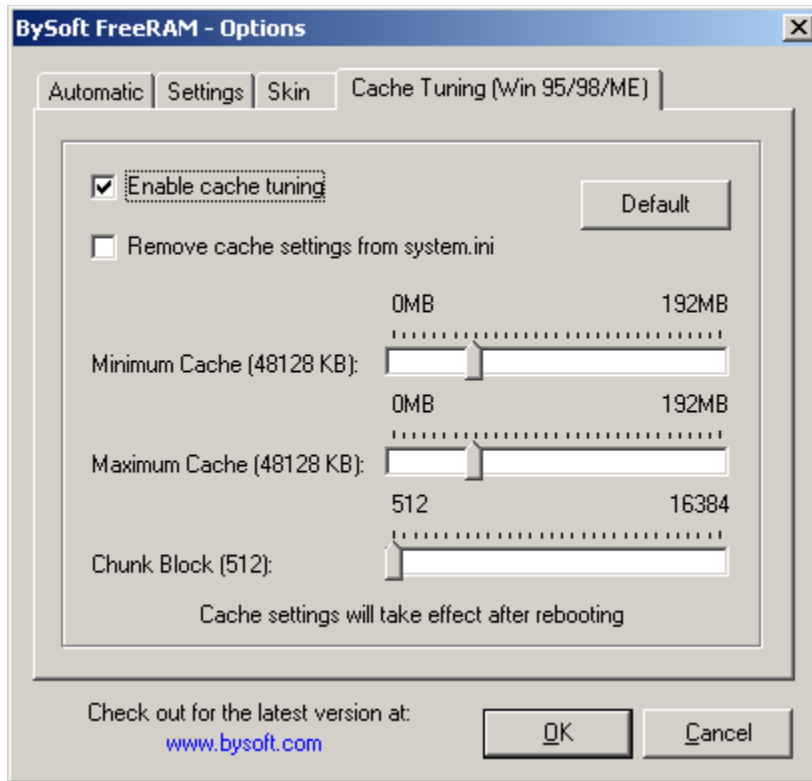 BySoft FreeRAM - Options
Automatic Settings Skin Cache Tuning (Win 95/98/ME)
Enable cache tuning
Default
Remove cache settings from system.ini
0MB 192MB
Minimum Cache (48128 KB):
0MB 192MB
Maximum Cache (48128 KB):
512 16384
Chunk Block (512):
Cache settings will take effect after rebooting
Check out for the latest version at:
www.bysoft.com
OK Cancel